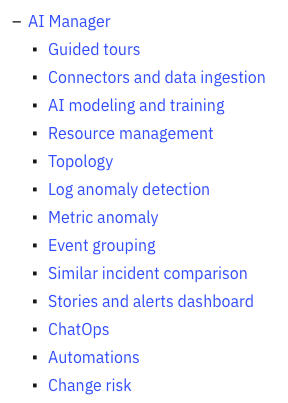 – AI Manager
▪ Guided tours
▪ Connectors and data ingestion
▪ AI modeling and training
▪ Resource management
▪ Topology
▪ Log anomaly detection
▪ Metric anomaly
▪ Event grouping
▪ Similar incident comparison
▪ Stories and alerts dashboard
▪ ChatOps
▪ Automations
▪ Change risk